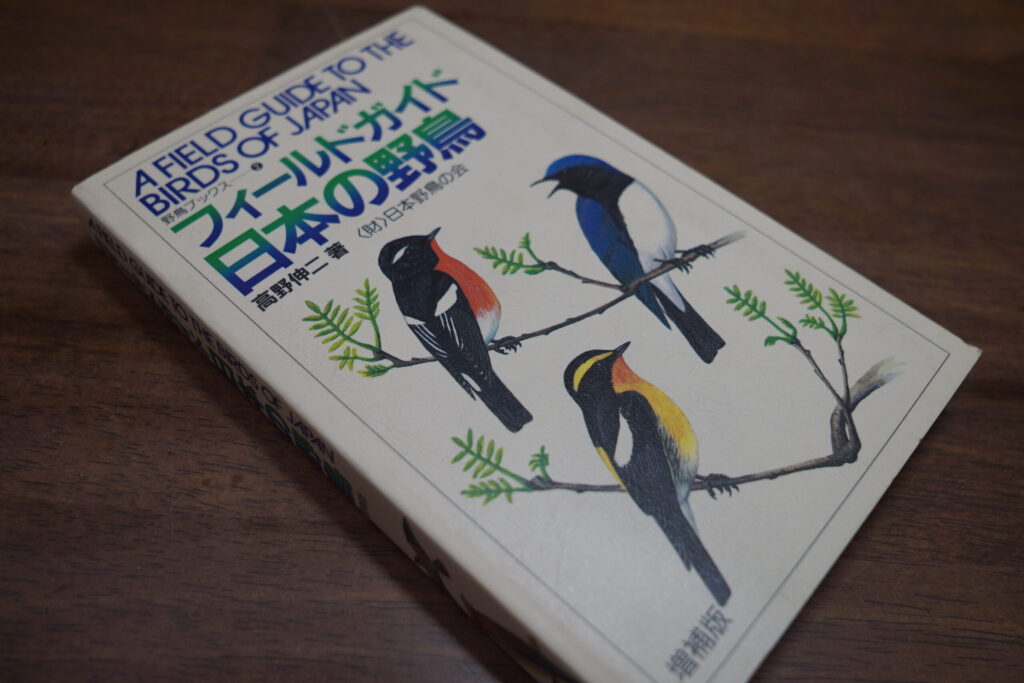 A FIELD GUIDE TO THE
BIRDS OF JAPAN
野鳥ブックス 2
フィールドガイド
日本の野鳥
高野伸二 著 〈財〉日本野鳥の会
増補版